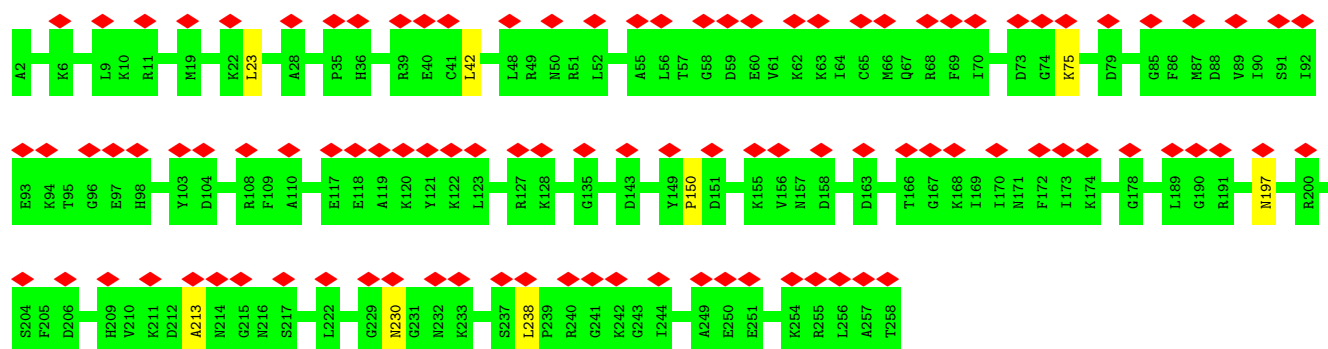 A2 K6 L9 K10 R11 M19 K22 L23 A28 P35 H36 R39 E40 C41 L42 L48 R49 N50 R51 L52 A55 L56 T57 G58 D59 E60 V61 K62 K63 I64 C65 M66 Q67 R68 F69 I70 D73 G74 K75 D79 G85 F86 M87 D88 V89 I90 S91 I92
E93 K94 T95 G96 E97 H98 Y103 D104 R108 F109 A110 E117 E118 A119 K120 Y121 K122 L123 R127 K128 G135 D143 Y149 P150 D151 K155 V156 N157 D158 D163 T166 G167 K168 I169 I170 N171 F172 I173 K174 G178 L189 G190 R191 N197 R200
S204 F205 D206 H209 V210 K211 D212 A213 N214 G215 N216 S217 L222 G229 N230 G231 N232 K233 S237 L238 P239 R240 G241 K242 G243 I244 A249 E250 E251 K254 R255 L256 A257 T258